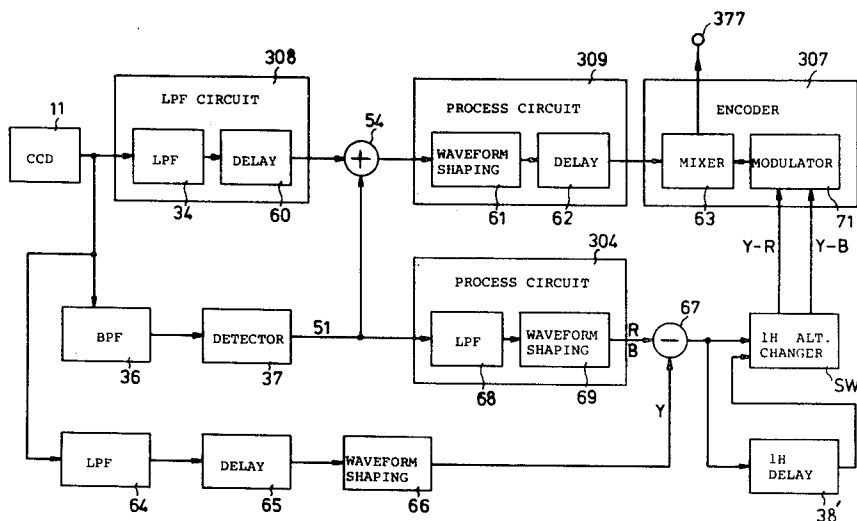 377
308
309
307
11
LPF CIRCUIT
54
PROCESS CIRCUIT
ENCODER
CCD
LPF
DELAY
+
WAVEFORM
SHAPING
DELAY
MIXER
MODULATOR
34
60
61
62
63
71
304
Y-R
Y-B
PROCESS CIRCUIT
67
BPF
DETECTOR
51
LPF
WAVEFORM
SHAPING
R
B
−
1H ALT.
CHANGER
36
37
68
69
Y
SW
LPF
DELAY
WAVEFORM
SHAPING
1H
DELAY
64
65
66
38'